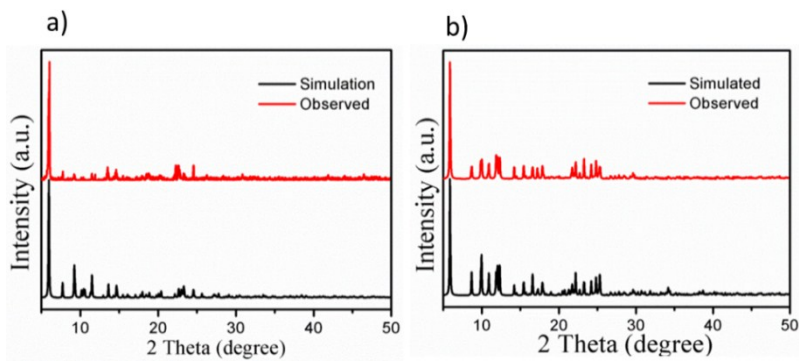 a)
Intensity (a.u.)
Simulation
Observed
10 20 30 40 50
2 Theta (degree)
b)
Intensity (a.u.)
Simulated
Observed
10 20 30 40 50
2 Theta (degree)